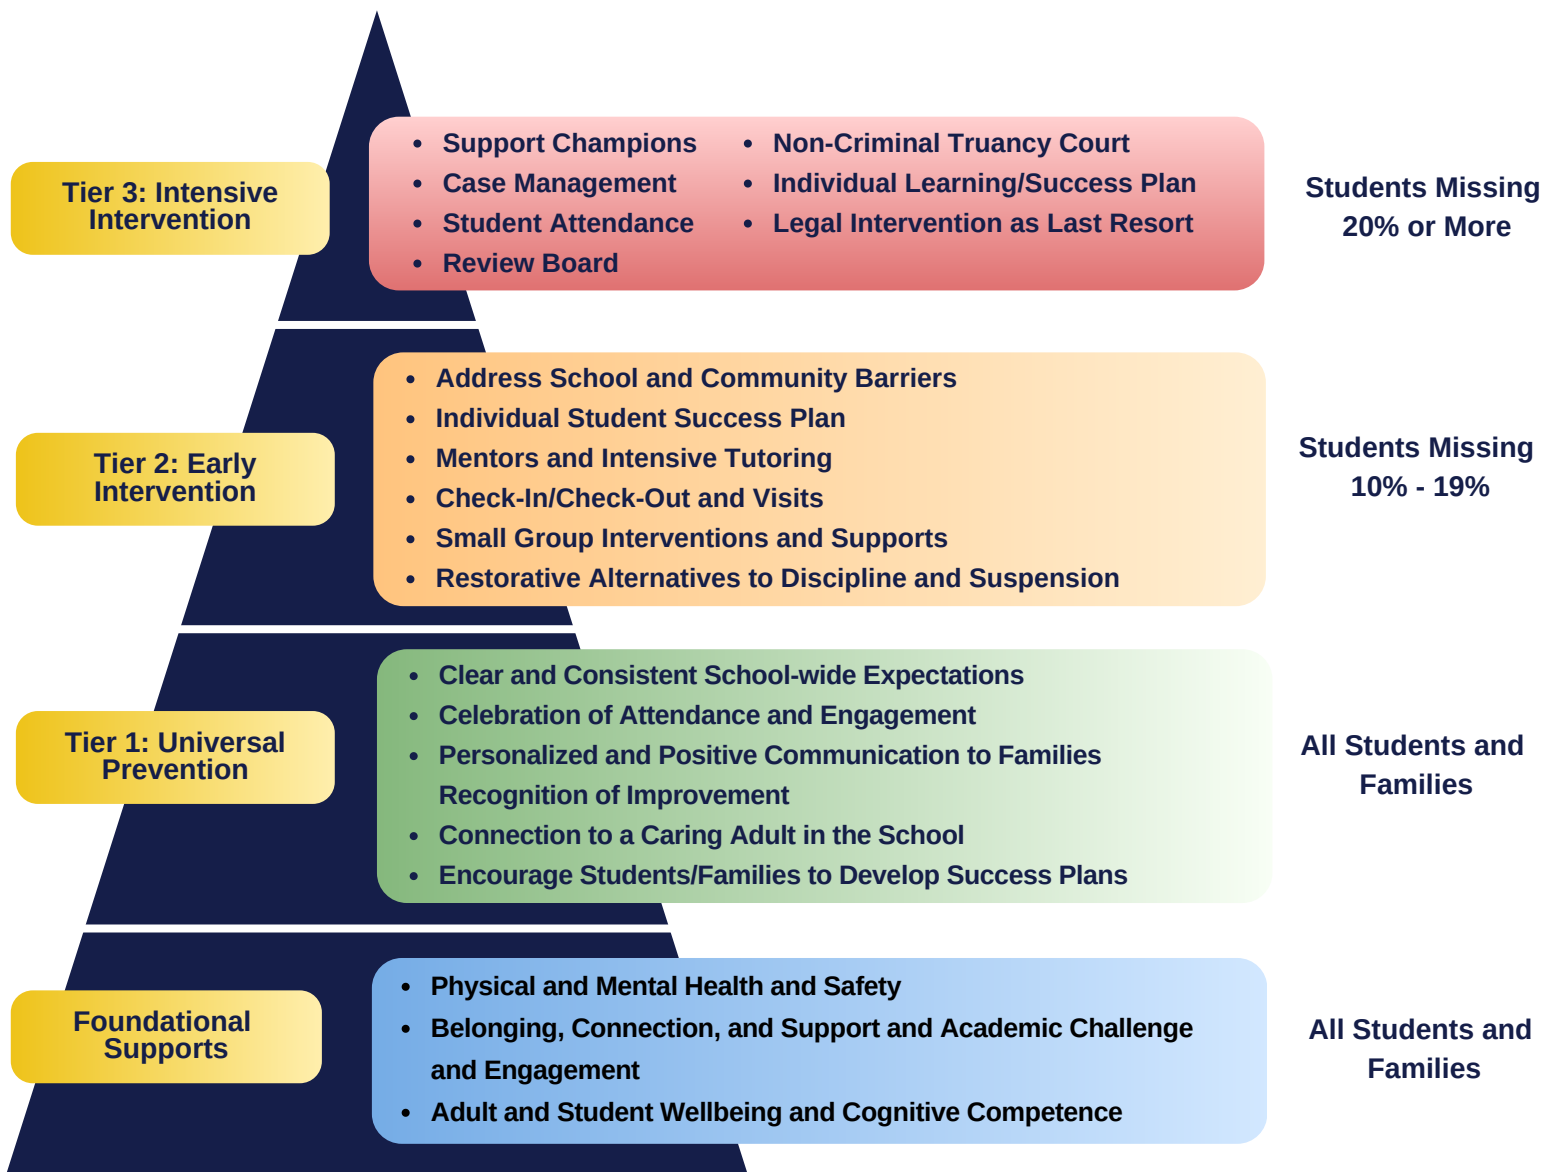 Tier 3: Intensive
Intervention
• Support Champions
• Case Management
• Student Attendance
• Review Board
• Non-Criminal Truancy Court
• Individual Learning/Success Plan
• Legal Intervention as Last Resort
Students Missing
20% or More
Tier 2: Early
Intervention
• Address School and Community Barriers
• Individual Student Success Plan
• Mentors and Intensive Tutoring
• Check-In/Check-Out and Visits
• Small Group Interventions and Supports
• Restorative Alternatives to Discipline and Suspension
Students Missing
10% - 19%
Tier 1: Universal
Prevention
• Clear and Consistent School-wide Expectations
• Celebration of Attendance and Engagement
• Personalized and Positive Communication to Families
Recognition of Improvement
• Connection to a Caring Adult in the School
• Encourage Students/Families to Develop Success Plans
All Students and
Families
Foundational
Supports
• Physical and Mental Health and Safety
• Belonging, Connection, and Support and Academic Challenge
and Engagement
• Adult and Student Wellbeing and Cognitive Competence
All Students and
Families